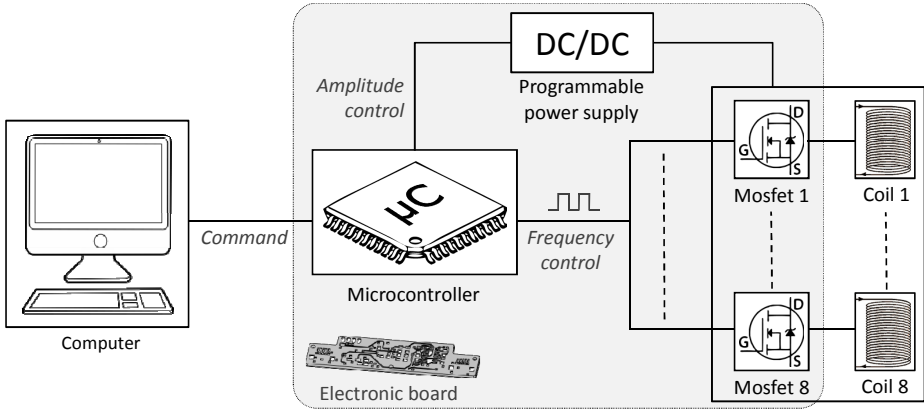 DC/DC
Programmable
power supply
Amplitude
control
µC
Microcontroller
Command
Computer
Frequency
control
G
D
S
Mosfet 1
Coil 1
G
D
S
Mosfet 8
Coil 8
Electronic board